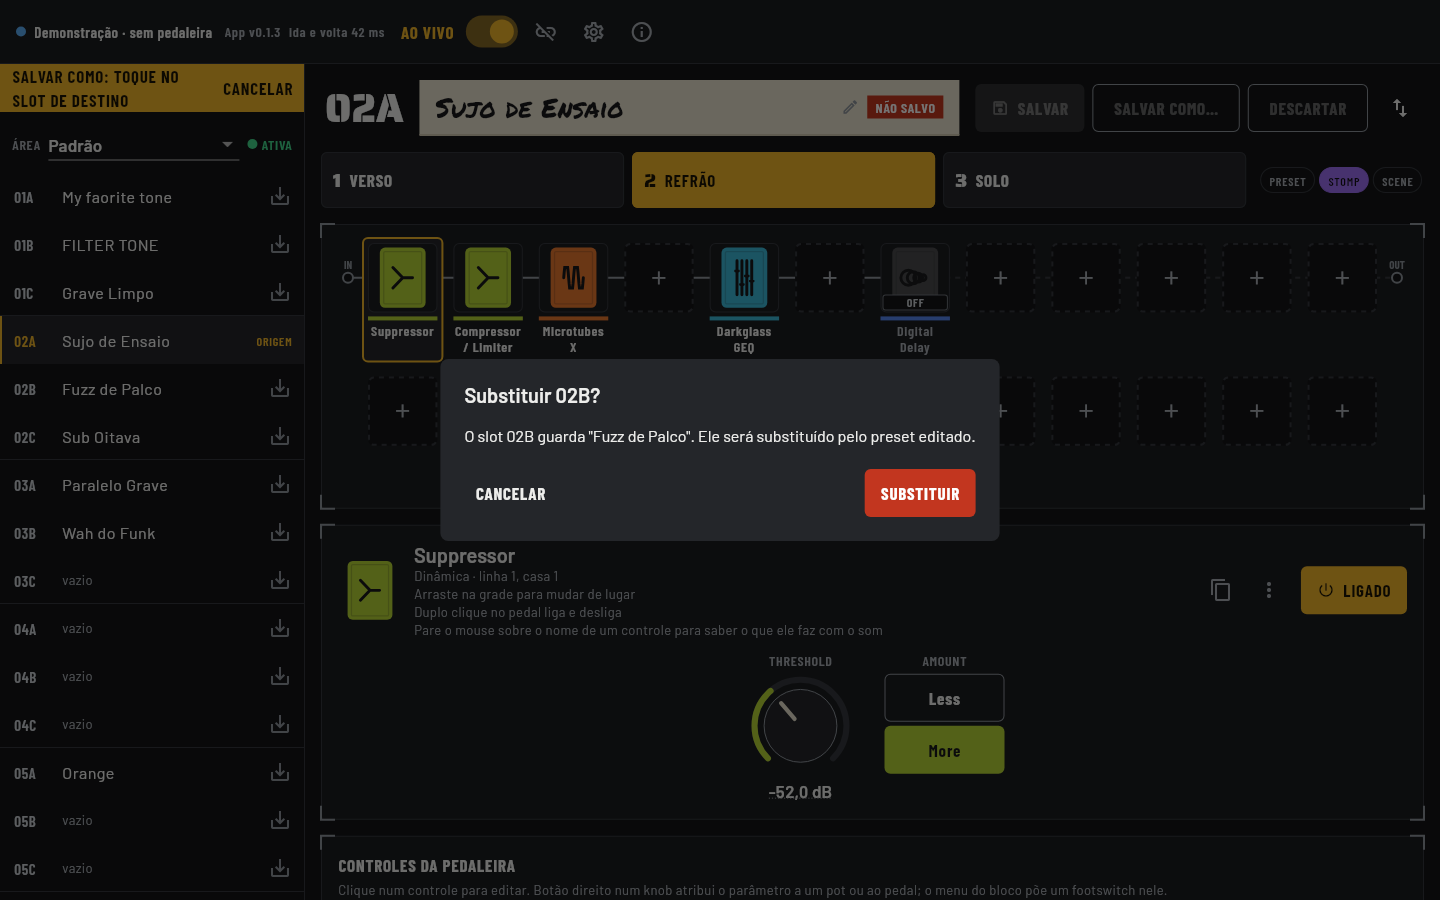 Demonstração · sem pedaleira
App v0.1.3
Ida e volta 42 ms
AO VIVO
SALVAR COMO: TOQUE NO
SLOT DE DESTINO
CANCELAR
ÁREA
Padrão
ATIVA
01A My faorite tone
01B FILTER TONE
01C Grave Limpo
02A Sujo de Ensaio ORIGEM
02B Fuzz de Palco
02C Sub Oitava
03A Paralelo Grave
03B Wah do Funk
03C vazio
04A vazio
04B vazio
04C vazio
05A Orange
05B vazio
05C vazio
02A
Sujo de Ensaio
NÃO SALVO
SALVAR
SALVAR COMO...
DESCARTAR
1 VERSO
2 REFRÃO
3 SOLO
PRESET
STOMP
SCENE
IN
OFF
OUT
Suppressor
Compressor
/ Limiter
Microtubes
X
Darkglass
GEQ
Digital
Delay
Substituir 02B?
O slot 02B guarda "Fuzz de Palco". Ele será substituído pelo preset editado.
CANCELAR
SUBSTITUIR
Suppressor
Dinâmica · linha 1, casa 1
Arraste na grade para mudar de lugar
Duplo clique no pedal liga e desliga
Pare o mouse sobre o nome de um controle para saber o que ele faz com o som
LIGADO
THRESHOLD
-52,0 dB
AMOUNT
Less
More
CONTROLES DA PEDALEIRA
Clique num controle para editar. Botão direito num knob atribui o parâmetro a um pot ou ao pedal; o menu do bloco põe um footswitch nele.